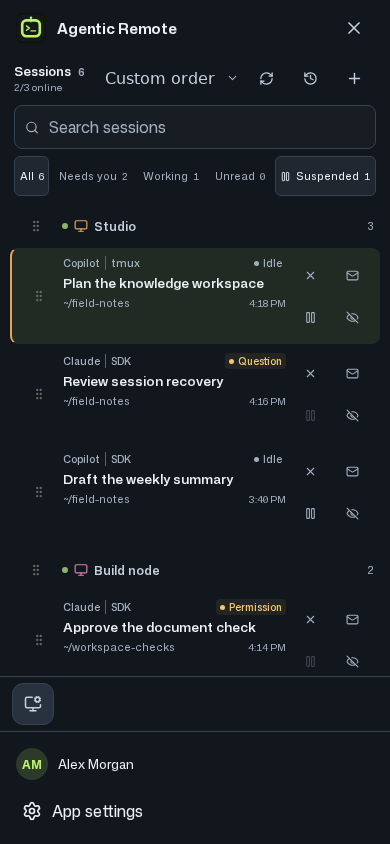 Agentic Remote
Sessions 6
2/3 online
Custom order
Search sessions
All 6
Needs you 2
Working 1
Unread 0
Suspended 1
Studio
3
Copilot | tmux
Idle
Plan the knowledge workspace
~/field-notes
4:18 PM
Claude | SDK
Question
Review session recovery
~/field-notes
4:16 PM
Copilot | SDK
Idle
Draft the weekly summary
~/field-notes
3:40 PM
Build node
2
Claude | SDK
Permission
Approve the document check
~/workspace-checks
4:14 PM
AM
Alex Morgan
App settings